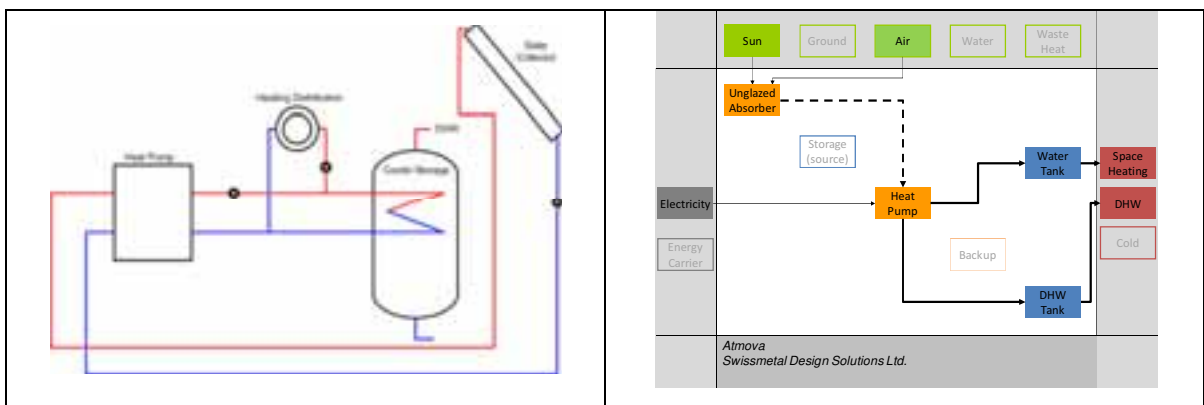 Solar
Collector
Heating Distribution
DHW
Heat Pump
Combi Storage
Sun
Ground
Air
Water
Waste
Heat
Unglazed
Absorber
Storage
(source)
Water
Tank
Space
Heating
Electricity
Heat
Pump
DHW
Energy
Carrier
Backup
Cold
DHW
Tank
Atmova
Swissmetal Design Solutions Ltd.